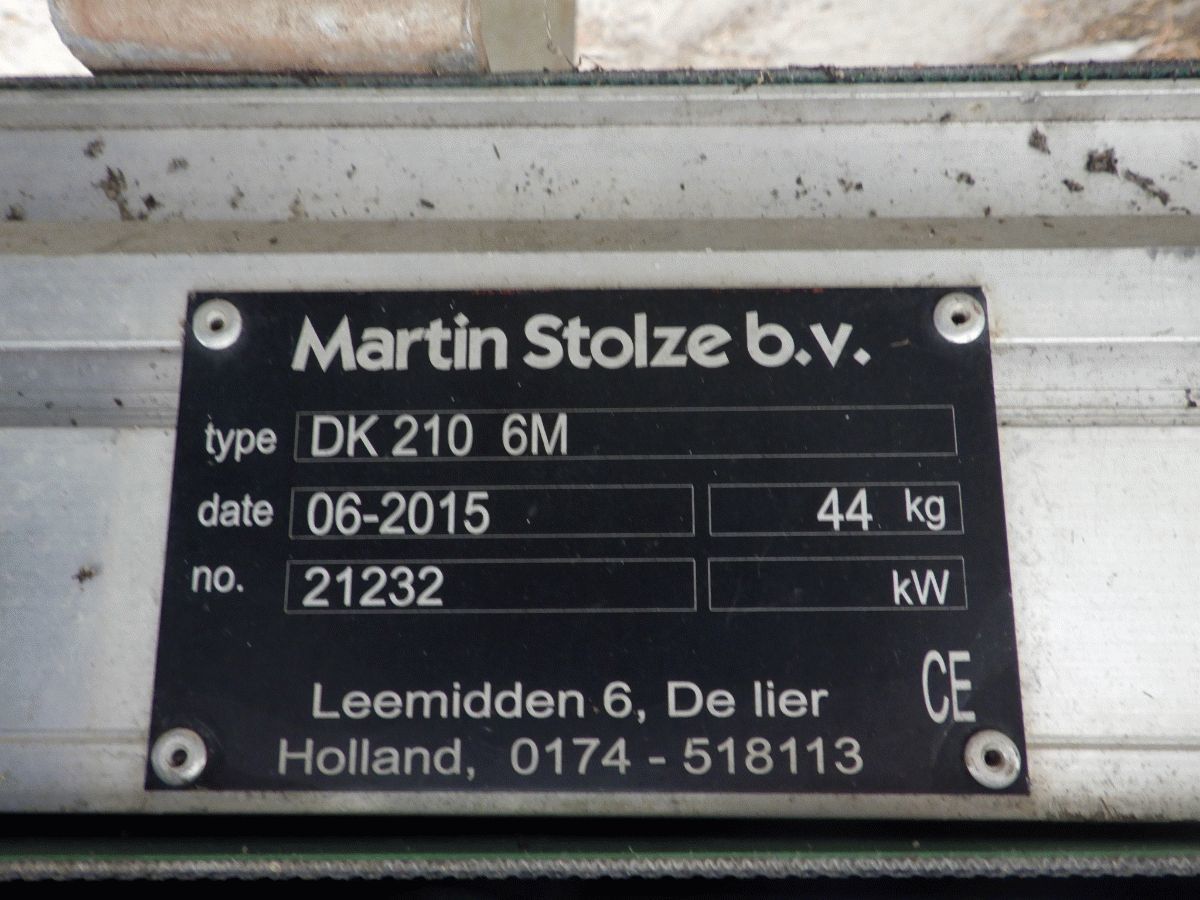 Martin Stolze b.v.
type DK 210 6M
date 06-2015 44 kg
no. 21232 kW
CE
Leemidden 6, De lier
Holland, 0174 - 518113